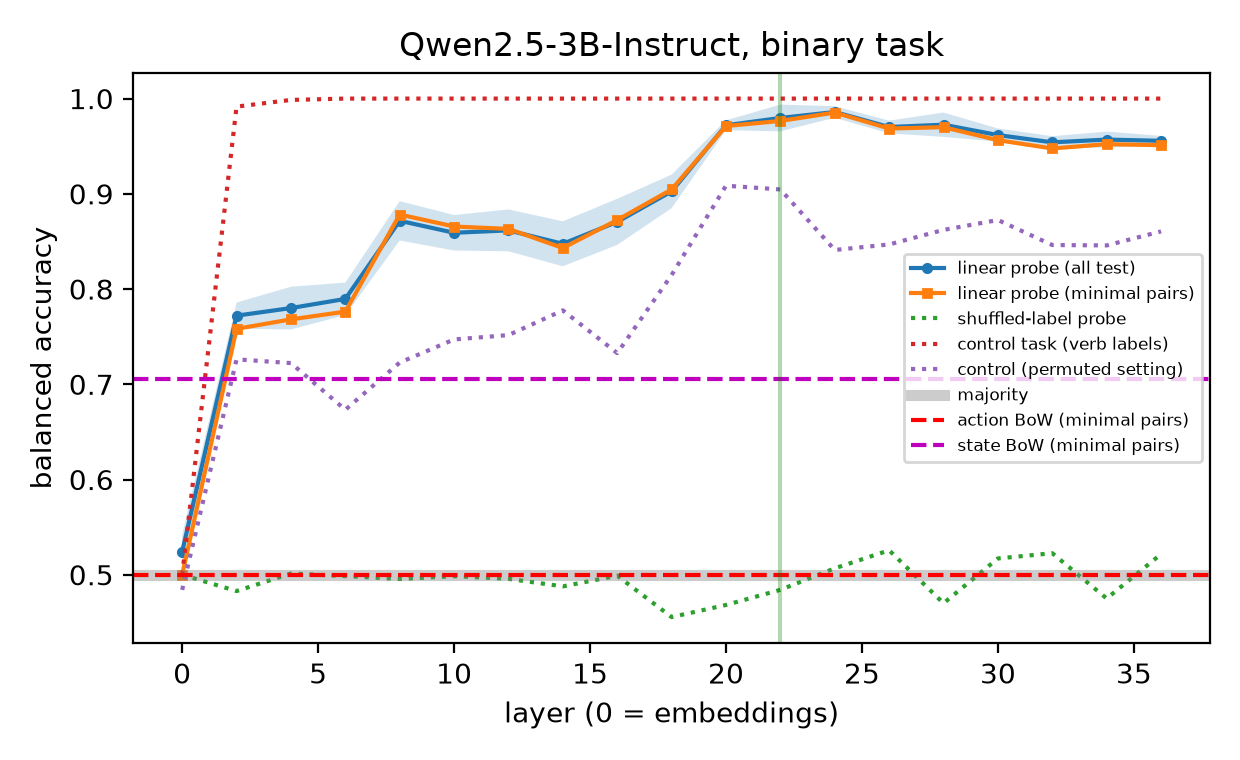 Qwen2.5-3B-Instruct, binary task
balanced accuracy
1.0
0.9
0.8
0.7
0.6
0.5
linear probe (all test)
linear probe (minimal pairs)
shuffled-label probe
control task (verb labels)
control (permuted setting)
majority
action BoW (minimal pairs)
state BoW (minimal pairs)
0 5 10 15 20 25 30 35
layer (0 = embeddings)